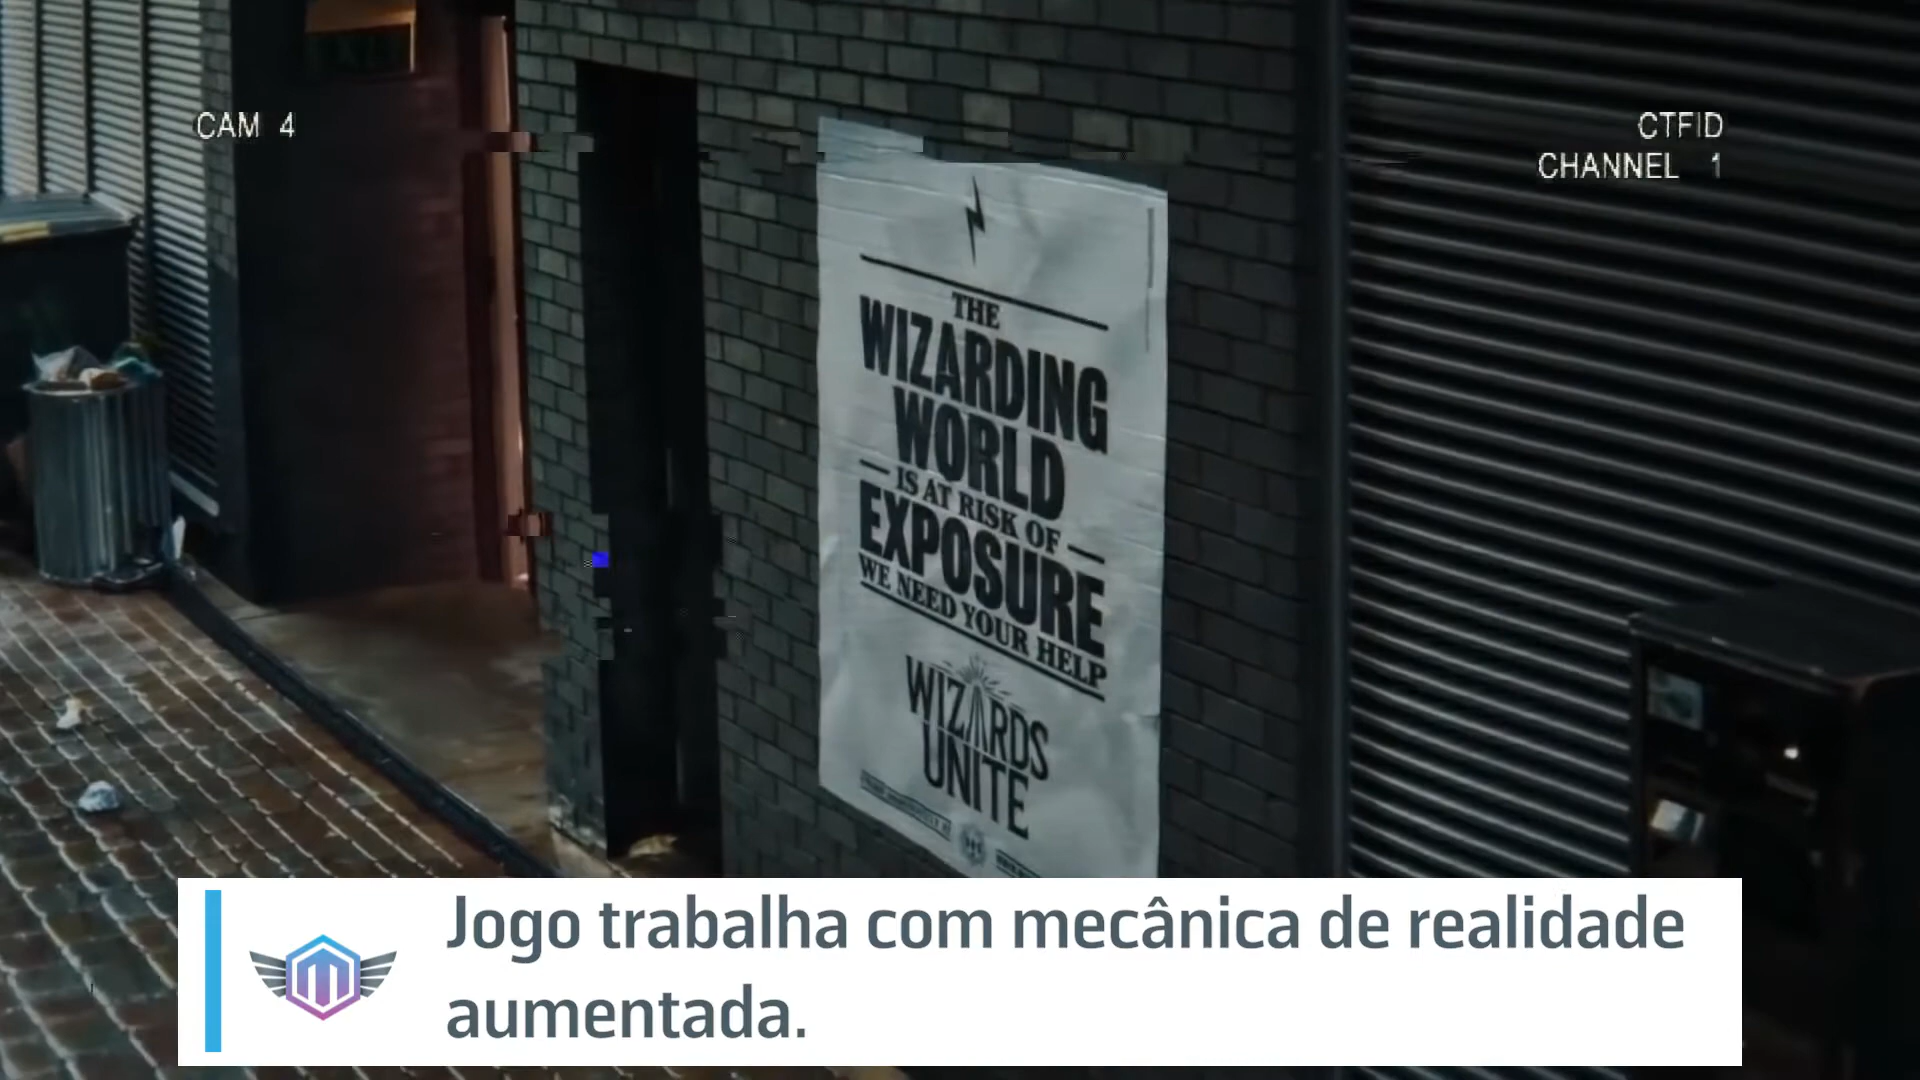 CAM 4
CTFID
CHANNEL 1
THE
WIZARDING
WORLD
IS AT RISK OF
EXPOSURE
WE NEED YOUR HELP
WIZARDS
UNITE
Jogo trabalha com mecânica de realidade
aumentada.